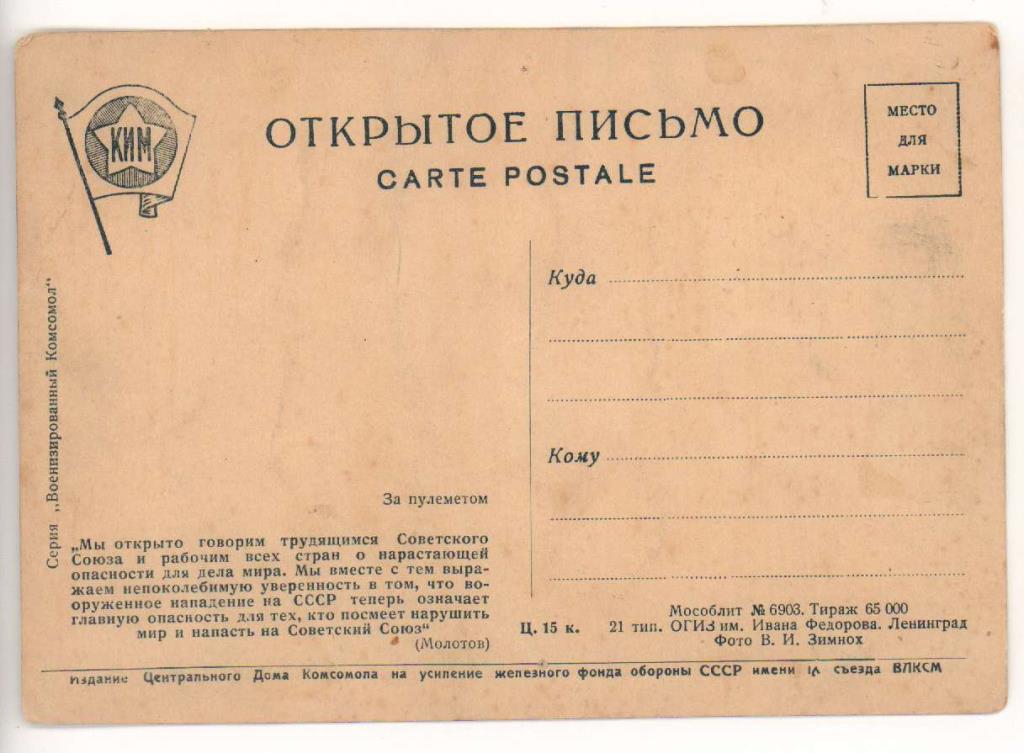 КИМ
ОТКРЫТОЕ ПИСЬМО
CARTE POSTALE
МЕСТО
ДЛЯ
МАРКИ
Серия „Военизированный Комсомол“
Куда
Кому
За пулеметом
„Мы открыто говорим трудящимся Советского
Союза и рабочим всех стран о нарастающей
опасности для дела мира. Мы вместе с тем выра-
жаем непоколебимую уверенность в том, что во-
оруженное нападение на СССР теперь означает
главную опасность для тех, кто посмеет нарушить
мир и напасть на Советский Союз“
(Молотов)
Ц. 15 к.
Мособлит № 6903. Тираж 65 000
21 тип. ОГИЗ им. Ивана Федорова. Ленинград
Фото В. И. Зимнох
Издание Центрального Дома Комсомола на усиление железного фонда обороны СССР имени IX съезда ВЛКСМ